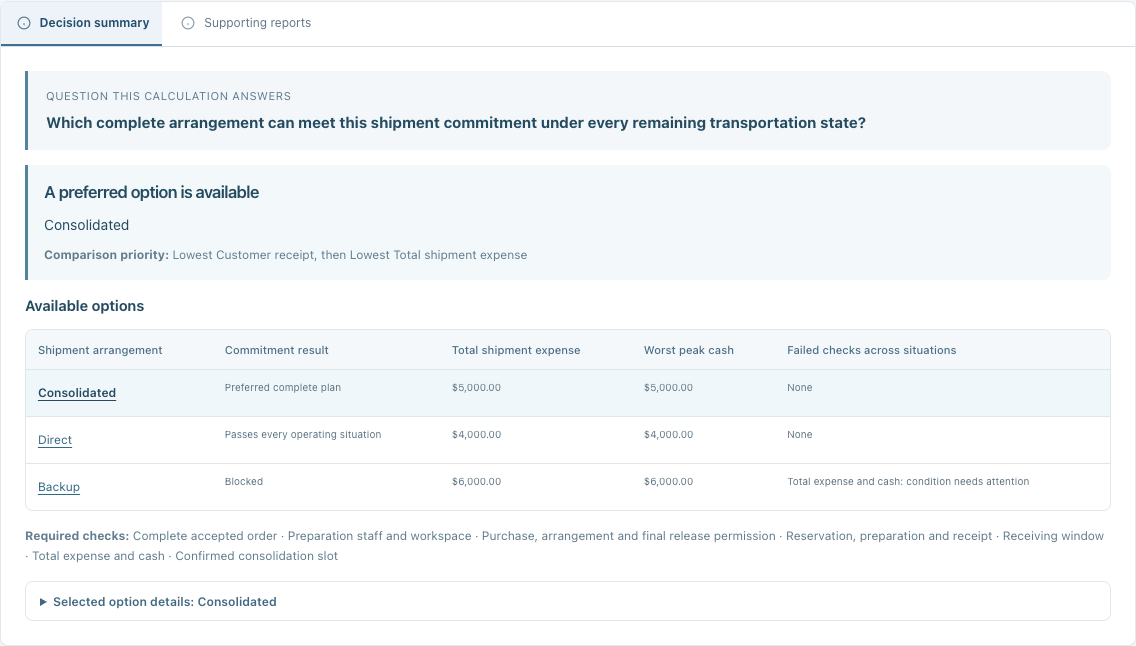 Decision summary
Supporting reports
QUESTION THIS CALCULATION ANSWERS
Which complete arrangement can meet this shipment commitment under every remaining transportation state?
A preferred option is available
Consolidated
Comparison priority: Lowest Customer receipt, then Lowest Total shipment expense
Available options
Shipment arrangement Commitment result Total shipment expense Worst peak cash Failed checks across situations
Consolidated Preferred complete plan $5,000.00 $5,000.00 None
Direct Passes every operating situation $4,000.00 $4,000.00 None
Backup Blocked $6,000.00 $6,000.00 Total expense and cash: condition needs attention
Required checks: Complete accepted order · Preparation staff and workspace · Purchase, arrangement and final release permission · Reservation, preparation and receipt · Receiving window
· Total expense and cash · Confirmed consolidation slot
Selected option details: Consolidated